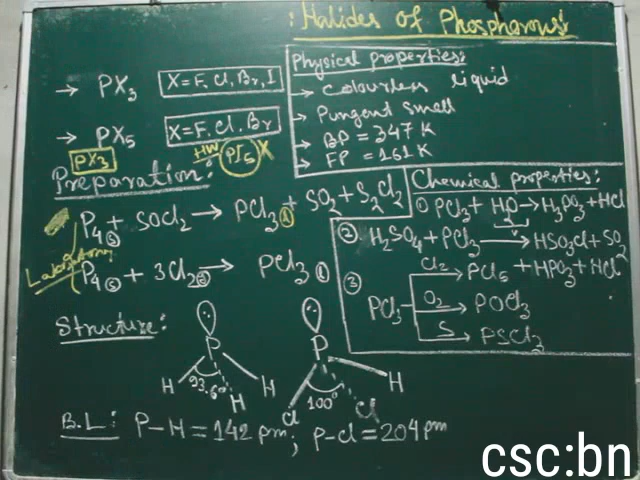 :Halides of Phosphorous:
→ PX3 X=F, Cl, Br, I
→ PX5 X=F, Cl, Br
PX3 HW PI5 X
Physical properties:
→ Colourless liquid
→ Pungent Small
→ BP = 347 K
→ FP = 161 K
Preparation:
P4(s) + SOCl2 → PCl3(l) + SO2 + S2Cl2
P4(s) + 3Cl2(g) → PCl3(l)
Chemical properties:
① PCl3 + H2O → H3PO3 + HCl
② H2SO4 + PCl3 → HSO3Cl + SO2
+ HPO3 + HCl
③ PCl3 Cl2 PCl5
O2 POCl3
S PSCl3
Structure:
P H H H 93.6°
P Cl Cl H 100°
B.L: P–H = 142 pm; P–Cl = 204 pm
csc:bn